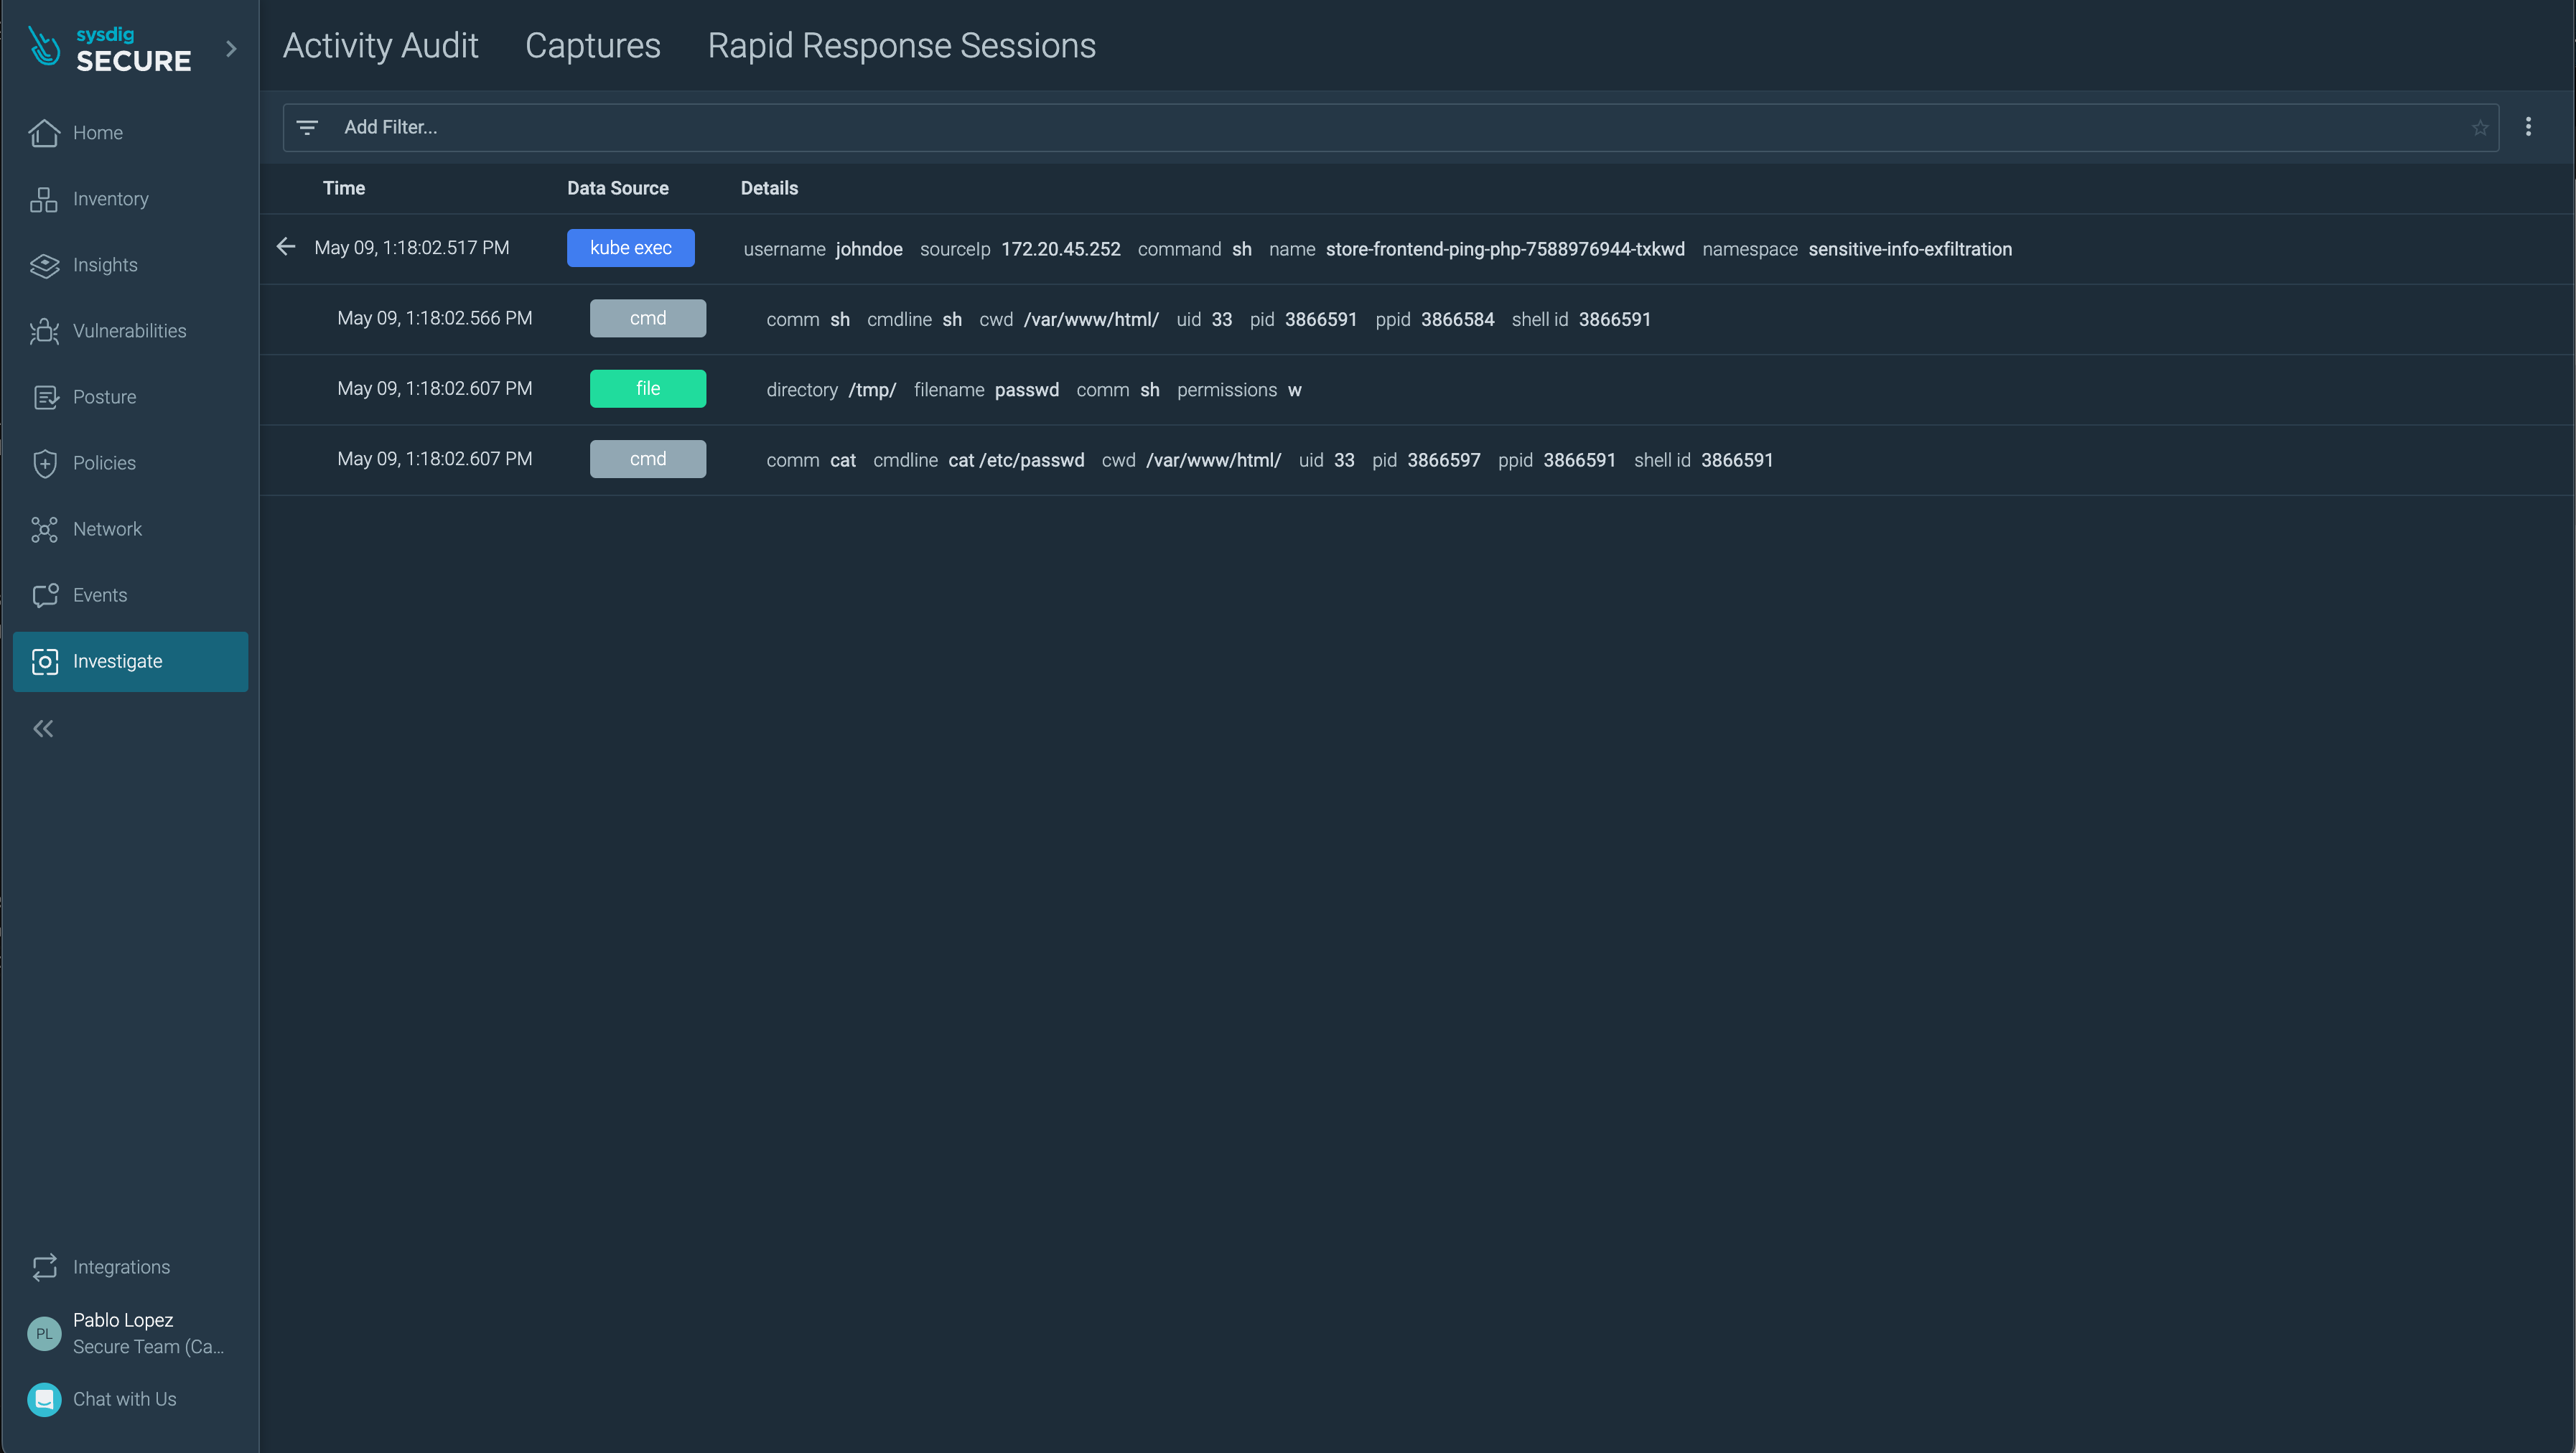 sysdig
SECURE
Home
Inventory
Insights
Vulnerabilities
Posture
Policies
Network
Events
Investigate
Integrations
PL
Pablo Lopez
Secure Team (Ca...
Chat with Us
Activity Audit Captures Rapid Response Sessions
Add Filter...
Time Data Source Details
May 09, 1:18:02.517 PM kube exec username johndoe sourceIp 172.20.45.252 command sh name store-frontend-ping-php-7588976944-txkwd namespace sensitive-info-exfiltration
May 09, 1:18:02.566 PM cmd comm sh cmdline sh cwd /var/www/html/ uid 33 pid 3866591 ppid 3866584 shell id 3866591
May 09, 1:18:02.607 PM file directory /tmp/ filename passwd comm sh permissions w
May 09, 1:18:02.607 PM cmd comm cat cmdline cat /etc/passwd cwd /var/www/html/ uid 33 pid 3866597 ppid 3866591 shell id 3866591